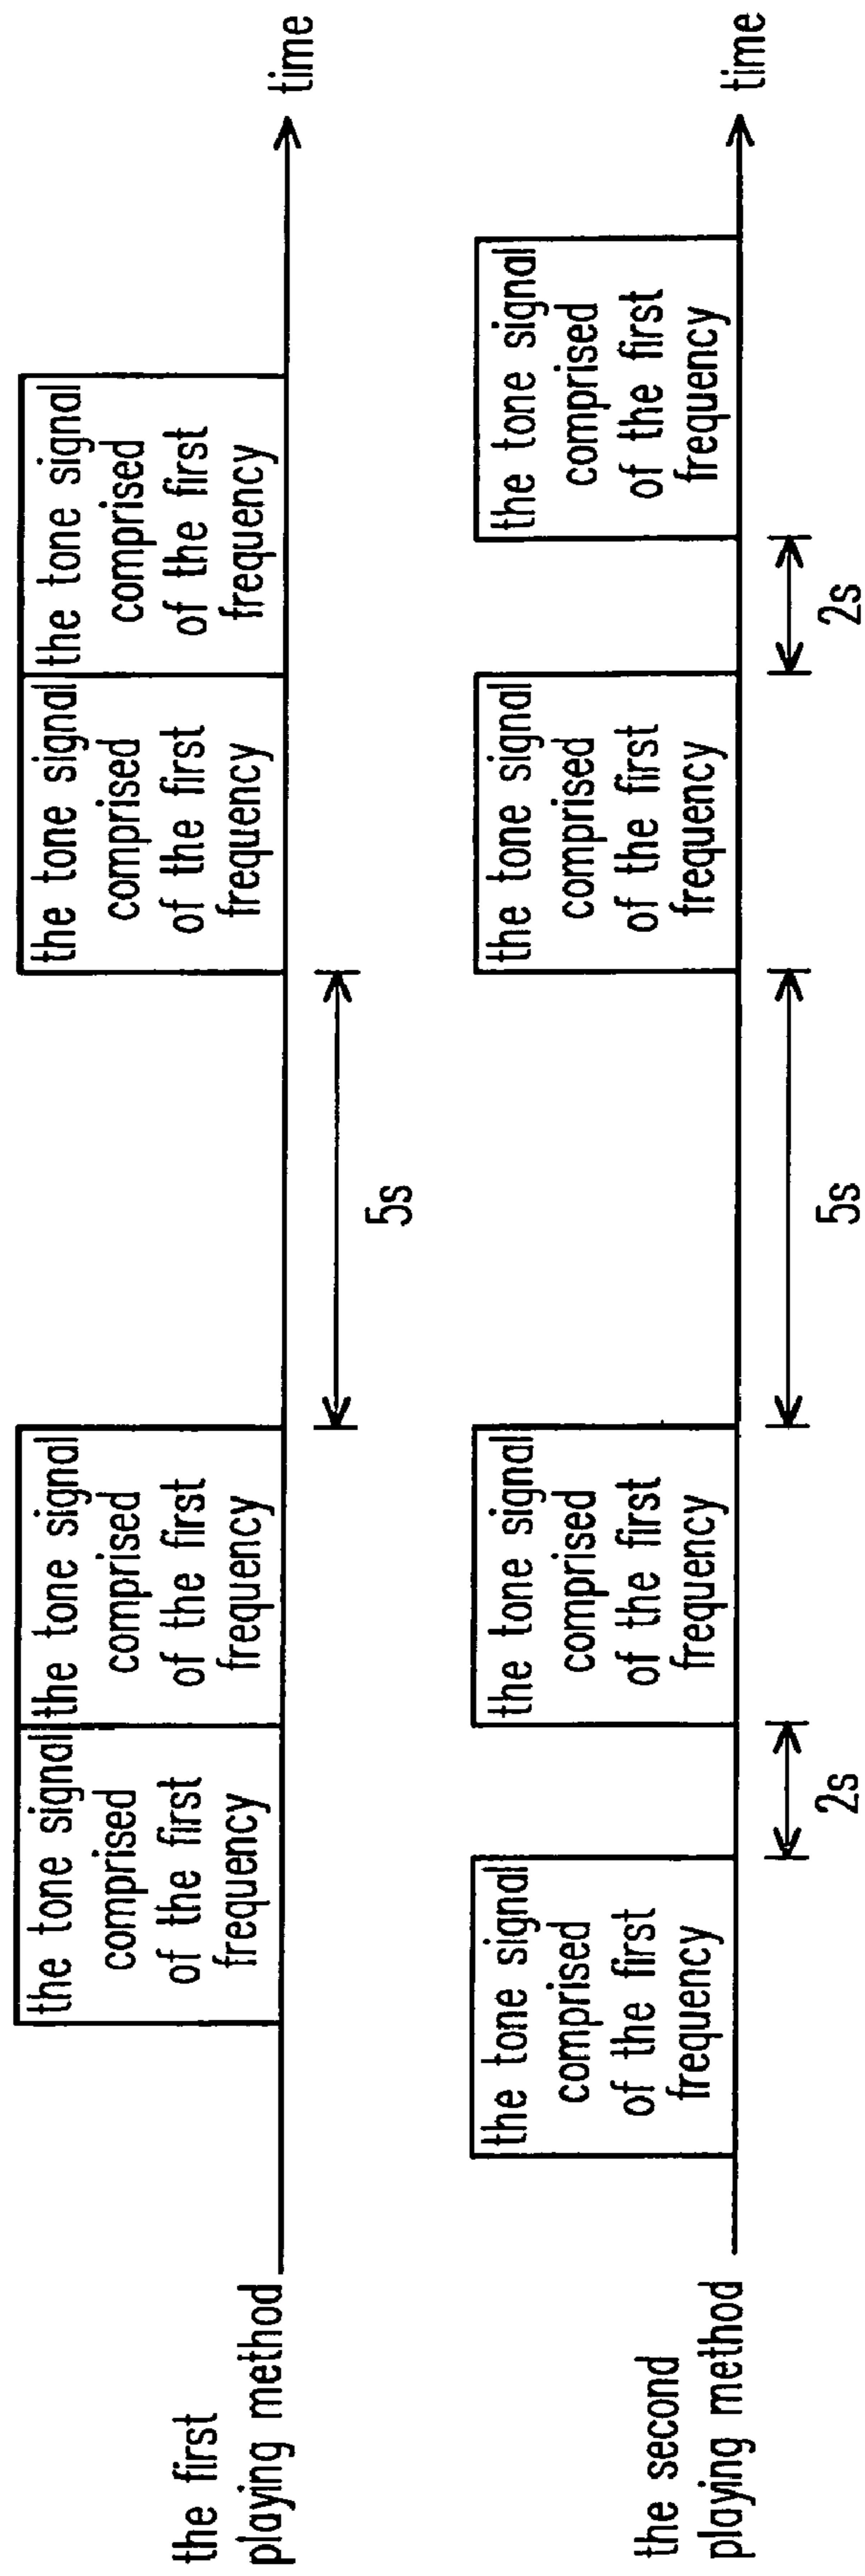 the first
playing method
the tone signal
comprised
of the first
frequency
the tone signal
comprised
of the first
frequency
5s
the tone signal
comprised
of the first
frequency
the tone signal
comprised
of the first
frequency
time
the second
playing method
the tone signal
comprised
of the first
frequency
2s
the tone signal
comprised
of the first
frequency
5s
the tone signal
comprised
of the first
frequency
2s
the tone signal
comprised
of the first
frequency
time